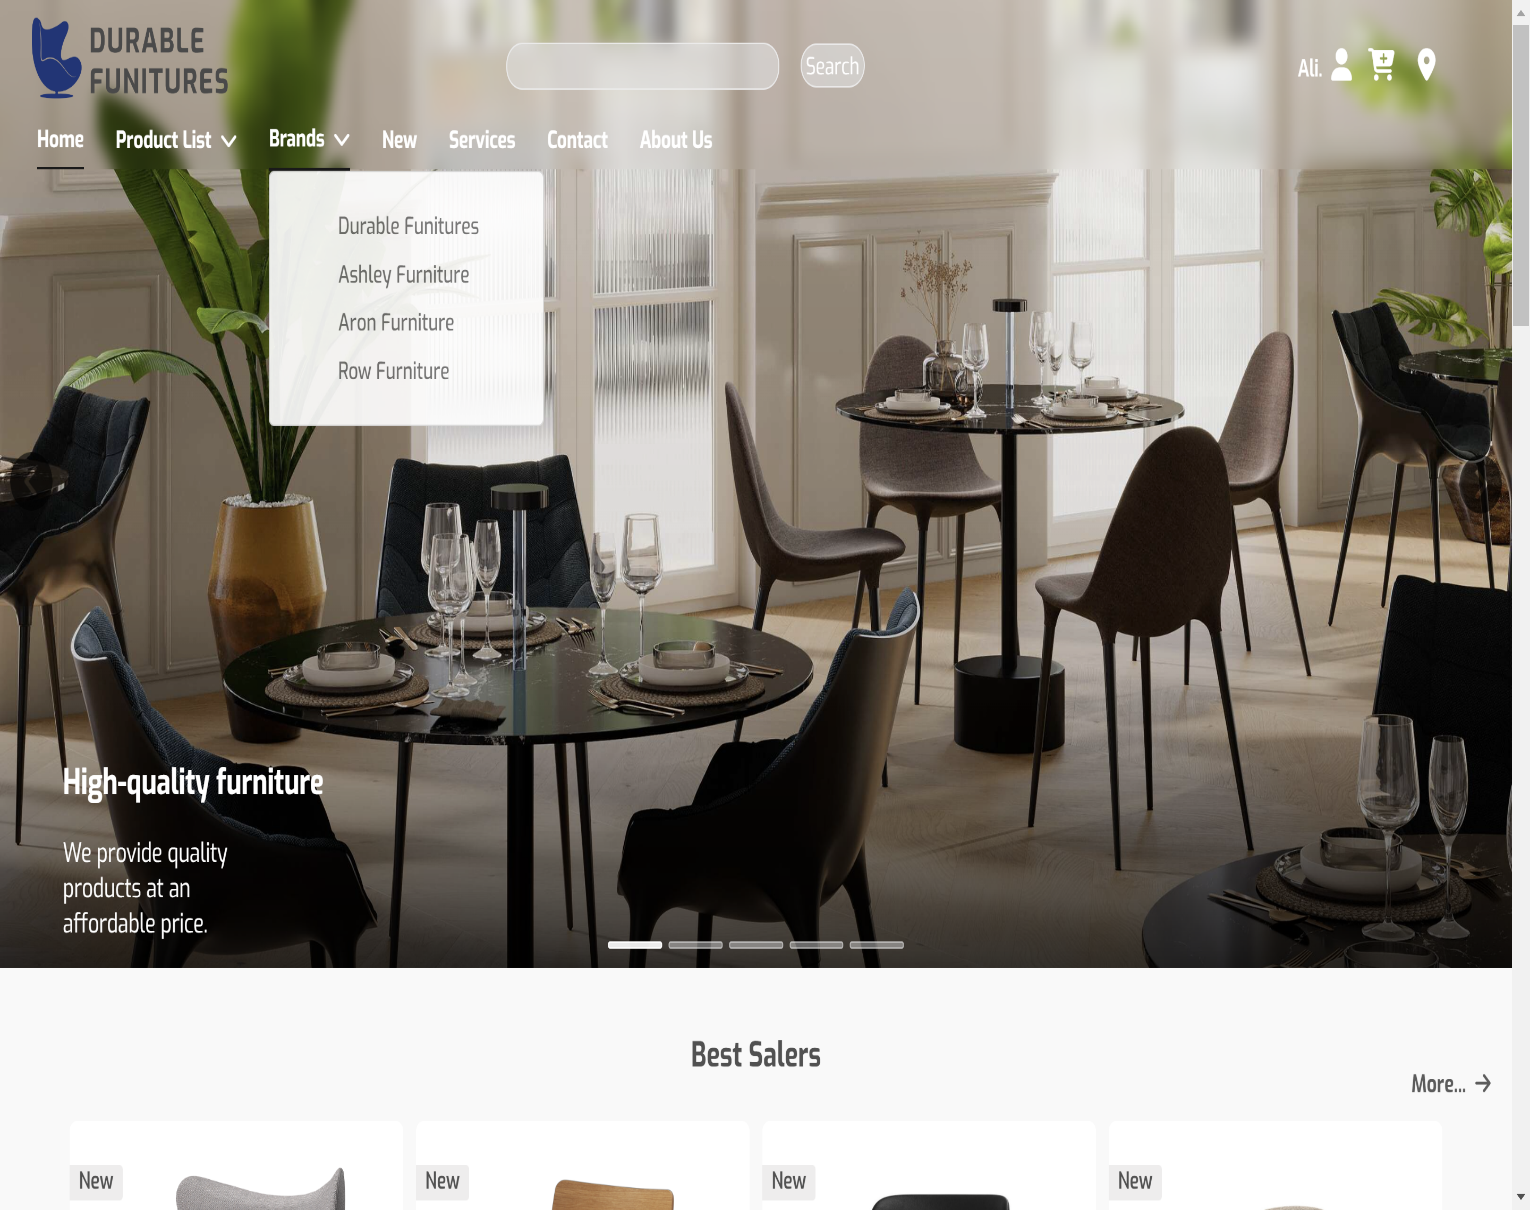 DURABLE
FUNITURES
Search
Ali.
Home Product List Brands New Services Contact About Us
Durable Funitures
Ashley Furniture
Aron Furniture
Row Furniture
High-quality furniture
We provide quality
products at an
affordable price.
Best Salers
More...
New New New New